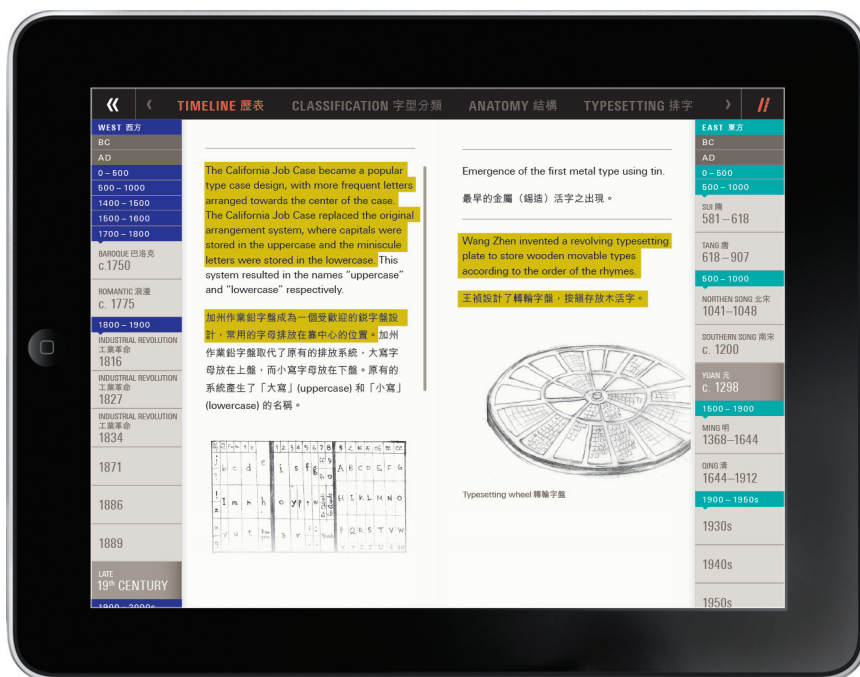 TIMELINE 歷表 CLASSIFICATION 字型分類 ANATOMY 結構 TYPESETTING 排字
WEST 西方
BC
AD
0 – 500
500 – 1000
1400 – 1500
1500 – 1600
1700 – 1800
BAROQUE 巴洛克
c.1750
ROMANTIC 浪漫
c. 1775
1800 – 1900
INDUSTRIAL REVOLUTION
工業革命
1816
INDUSTRIAL REVOLUTION
工業革命
1827
INDUSTRIAL REVOLUTION
工業革命
1834
1871
1886
1889
LATE
19th CENTURY
1900 – 2000s
The California Job Case became a popular
type case design, with more frequent letters
arranged towards the center of the case.
The California Job Case replaced the original
arrangement system, where capitals were
stored in the uppercase and the miniscule
letters were stored in the lowercase. This
system resulted in the names "uppercase"
and "lowercase" respectively.
加州作業鉛字盤成為一個受歡迎的鋭字盤設
計，常用的字母排放在靠中心的位置。加州
作業鉛字盤取代了原有的排放系統，大寫字
母放在上盤，而小寫字母放在下盤。原有的
系統產生了「大寫」(uppercase) 和「小寫」
(lowercase) 的名稱。
1 2 3 4 5 6 7 8
b c d e i s f g A B C D E F G
l m n h o y p , w H I K L M N O
v u t a r P Q R S T V W
Emergence of the first metal type using tin.
最早的金屬（錫造）活字之出現。
Wang Zhen invented a revolving typesetting
plate to store wooden movable types
according to the order of the rhymes.
王禎設計了轉輪字盤，按韻存放木活字。
Typesetting wheel 轉輪字盤
EAST 東方
BC
AD
0 – 500
500 – 1000
SUI 隋
581 – 618
TANG 唐
618 – 907
500 – 1000
NORTHEN SONG 北宋
1041–1048
SOUTHERN SONG 南宋
c. 1200
YUAN 元
c. 1298
1500 – 1900
MING 明
1368–1644
QING 清
1644–1912
1900 – 1950s
1930s
1940s
1950s